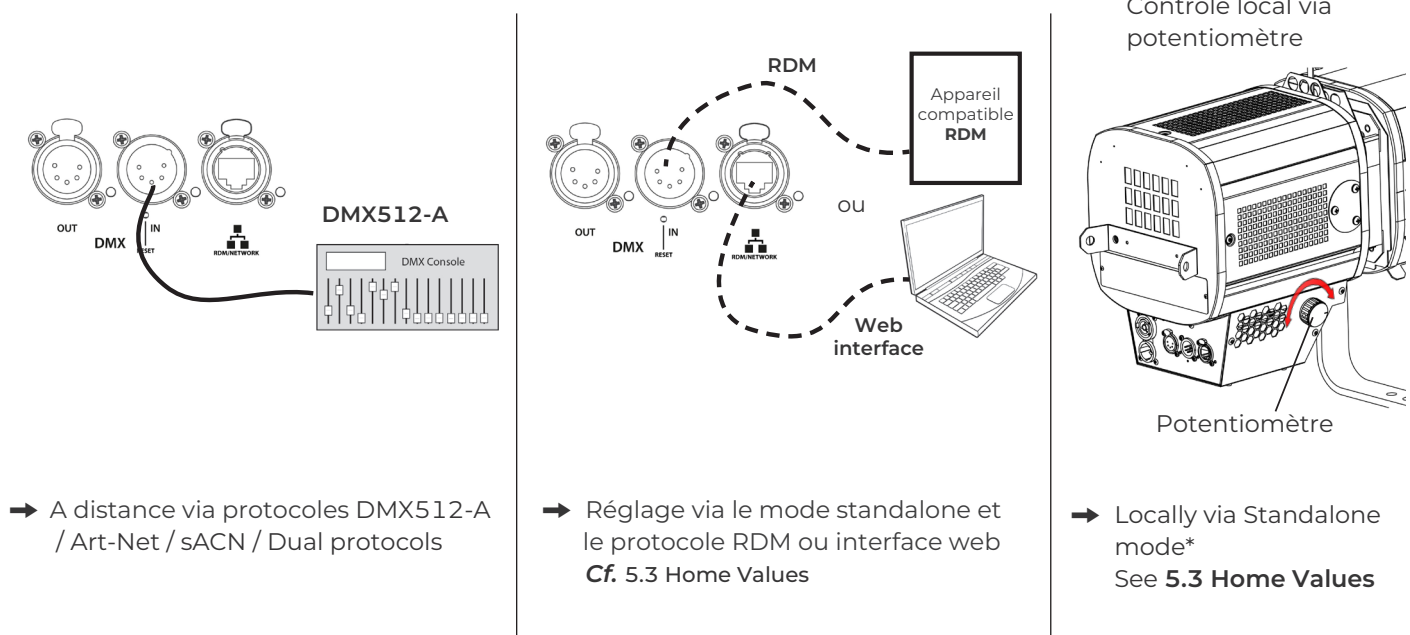 OUT
IN
DMX
RESET
RDM/NETWORK
DMX512-A
DMX Console
➞ A distance via protocoles DMX512-A
/ Art-Net / sACN / Dual protocols
RDM
Appareil
compatible
RDM
ou
OUT
IN
DMX
RESET
RDM/NETWORK
Web
interface
➞ Réglage via le mode standalone et
le protocole RDM ou interface web
Cf. 5.3 Home Values
Contrôle local via
potentiomètre
Potentiomètre
➞ Locally via Standalone
mode*
See 5.3 Home Values